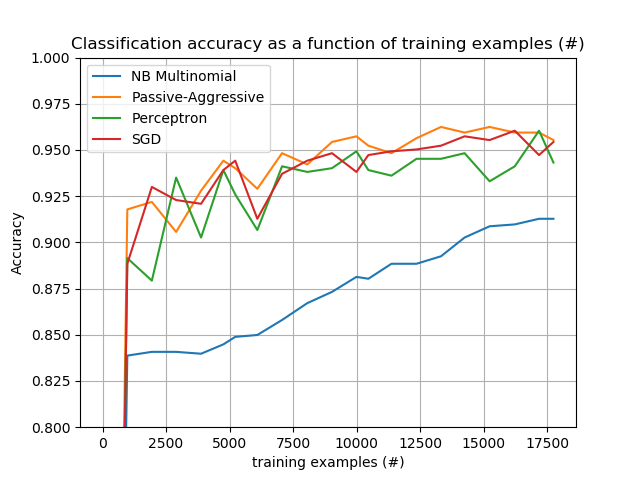 Classification accuracy as a function of training examples (#)
NB Multinomial
Passive-Aggressive
Perceptron
SGD
1.000
0.975
0.950
0.925
0.900
0.875
0.850
0.825
0.800
Accuracy
0 2500 5000 7500 10000 12500 15000 17500
training examples (#)